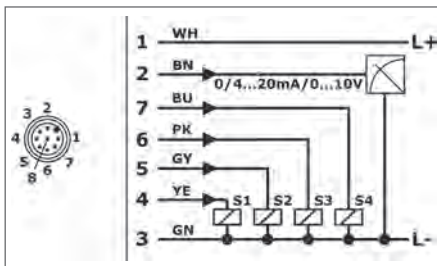 3 2
4 1
5 7
8 6
1 WH L+
2 BN
0/4...20mA/0...10V
7 BU
6 PK
5 GY
4 YE S1 S2 S3 S4
3 GN L-